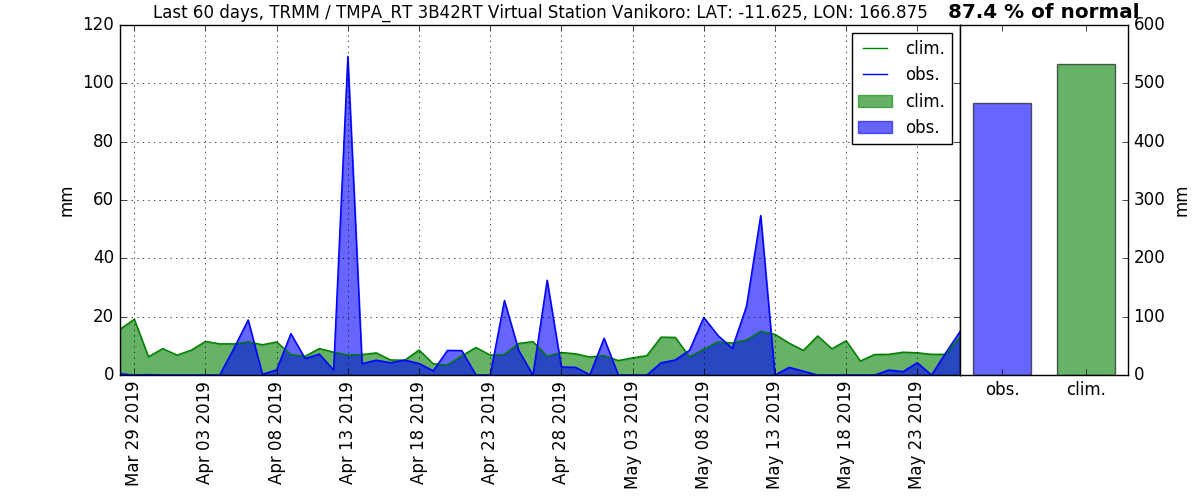 Last 60 days, TRMM / TMPA_RT 3B42RT Virtual Station Vanikoro: LAT: -11.625, LON: 166.875
87.4 % of normal
120
100
80
60
40
20
0
mm
clim.
obs.
clim.
obs.
600
500
400
300
200
100
0
mm
Mar 29 2019
Apr 03 2019
Apr 08 2019
Apr 13 2019
Apr 18 2019
Apr 23 2019
Apr 28 2019
May 03 2019
May 08 2019
May 13 2019
May 18 2019
May 23 2019
obs.
clim.